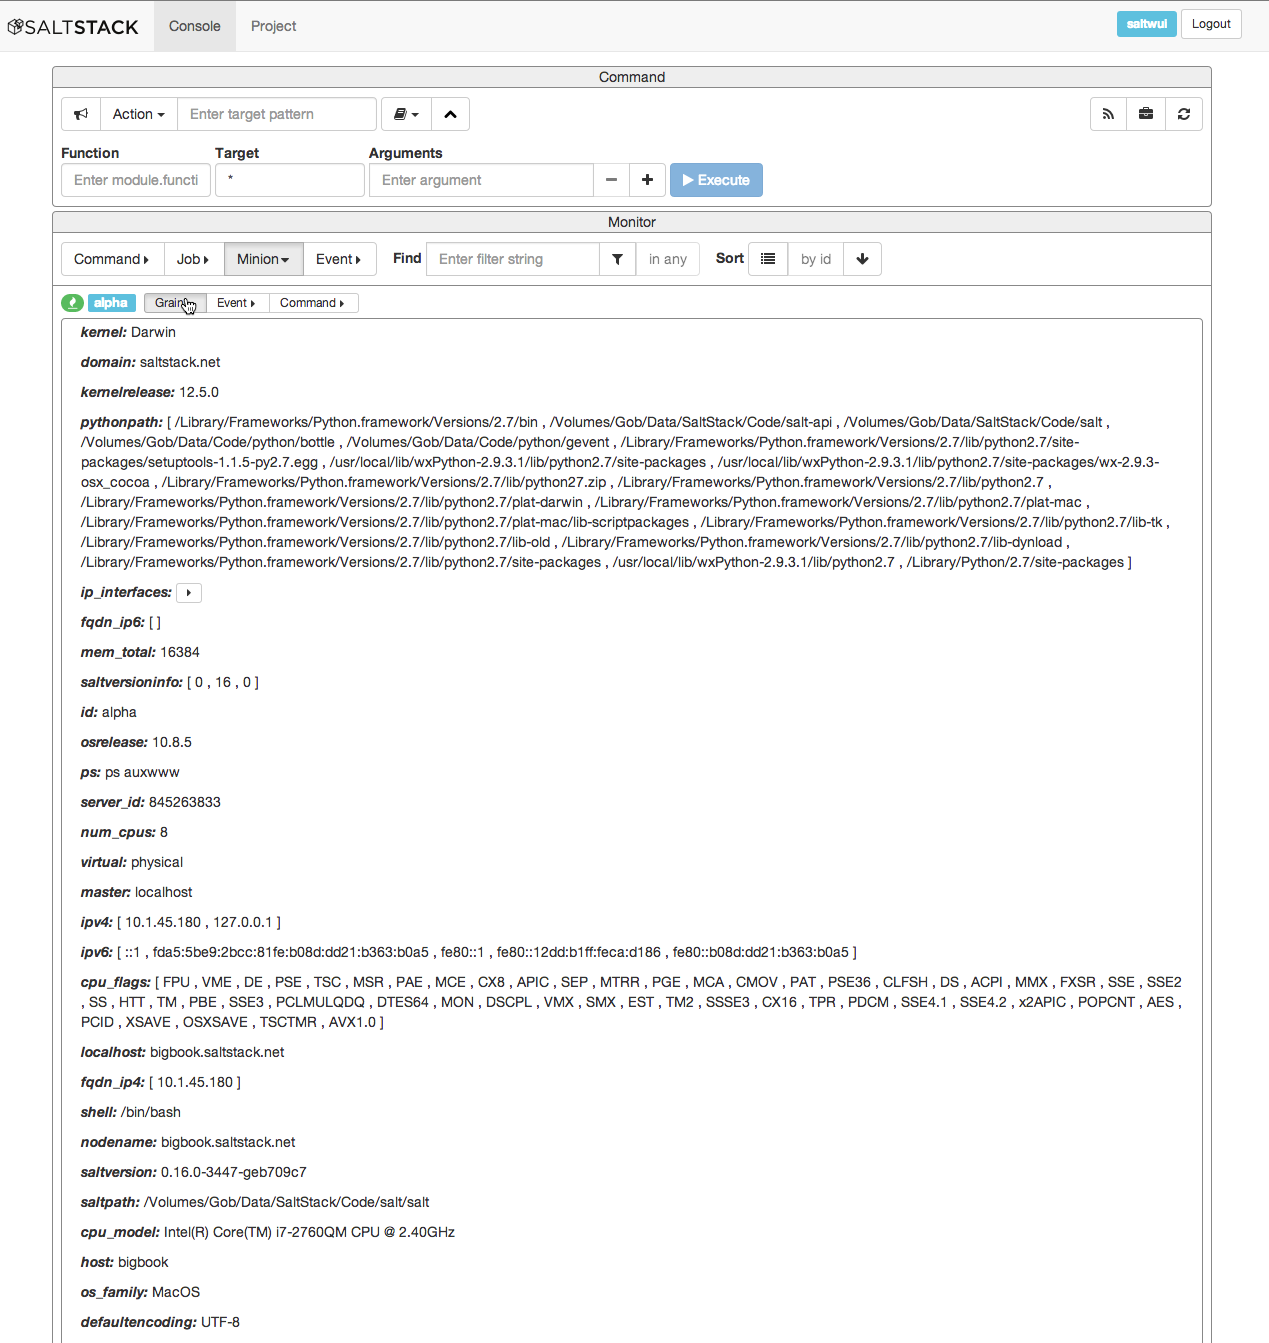 SALTSTACK Console Project saltwui Logout
Command
Action Enter target pattern
Function Target Arguments
Enter module.functi * Enter argument Execute
Monitor
Command Job Minion Event Find Enter filter string in any Sort by id
alpha Event Command
kernel: Darwin
domain: saltstack.net
kernelrelease: 12.5.0
pythonpath: [ /Library/Frameworks/Python.framework/Versions/2.7/bin , /Volumes/Gob/Data/SaltStack/Code/salt-api , /Volumes/Gob/Data/SaltStack/Code/salt ,
/Volumes/Gob/Data/Code/python/bottle , /Volumes/Gob/Data/Code/python/gevent , /Library/Frameworks/Python.framework/Versions/2.7/lib/python2.7/site-
packages/setuptools-1.1.5-py2.7.egg , /usr/local/lib/wxPython-2.9.3.1/lib/python2.7/site-packages , /usr/local/lib/wxPython-2.9.3.1/lib/python2.7/site-packages/wx-2.9.3-
osx_cocoa , /Library/Frameworks/Python.framework/Versions/2.7/lib/python27.zip , /Library/Frameworks/Python.framework/Versions/2.7/lib/python2.7 ,
/Library/Frameworks/Python.framework/Versions/2.7/lib/python2.7/plat-darwin , /Library/Frameworks/Python.framework/Versions/2.7/lib/python2.7/plat-mac ,
/Library/Frameworks/Python.framework/Versions/2.7/lib/python2.7/plat-mac/lib-scriptpackages , /Library/Frameworks/Python.framework/Versions/2.7/lib/python2.7/lib-tk ,
/Library/Frameworks/Python.framework/Versions/2.7/lib/python2.7/lib-old , /Library/Frameworks/Python.framework/Versions/2.7/lib/python2.7/lib-dynload ,
/Library/Frameworks/Python.framework/Versions/2.7/lib/python2.7/site-packages , /usr/local/lib/wxPython-2.9.3.1/lib/python2.7 , /Library/Python/2.7/site-packages ]
ip_interfaces:
fqdn_ip6: [ ]
mem_total: 16384
saltversioninfo: [ 0 , 16 , 0 ]
id: alpha
osrelease: 10.8.5
ps: ps auxwww
server_id: 845263833
num_cpus: 8
virtual: physical
master: localhost
ipv4: [ 10.1.45.180 , 127.0.0.1 ]
ipv6: [ ::1 , fda5:5be9:2bcc:81fe:b08d:dd21:b363:b0a5 , fe80::1 , fe80::12dd:b1ff:feca:d186 , fe80::b08d:dd21:b363:b0a5 ]
cpu_flags: [ FPU , VME , DE , PSE , TSC , MSR , PAE , MCE , CX8 , APIC , SEP , MTRR , PGE , MCA , CMOV , PAT , PSE36 , CLFSH , DS , ACPI , MMX , FXSR , SSE , SSE2
, SS , HTT , TM , PBE , SSE3 , PCLMULQDQ , DTES64 , MON , DSCPL , VMX , SMX , EST , TM2 , SSSE3 , CX16 , TPR , PDCM , SSE4.1 , SSE4.2 , x2APIC , POPCNT , AES ,
PCID , XSAVE , OSXSAVE , TSCTMR , AVX1.0 ]
localhost: bigbook.saltstack.net
fqdn_ip4: [ 10.1.45.180 ]
shell: /bin/bash
nodename: bigbook.saltstack.net
saltversion: 0.16.0-3447-geb709c7
saltpath: /Volumes/Gob/Data/SaltStack/Code/salt/salt
cpu_model: Intel(R) Core(TM) i7-2760QM CPU @ 2.40GHz
host: bigbook
os_family: MacOS
defaultencoding: UTF-8